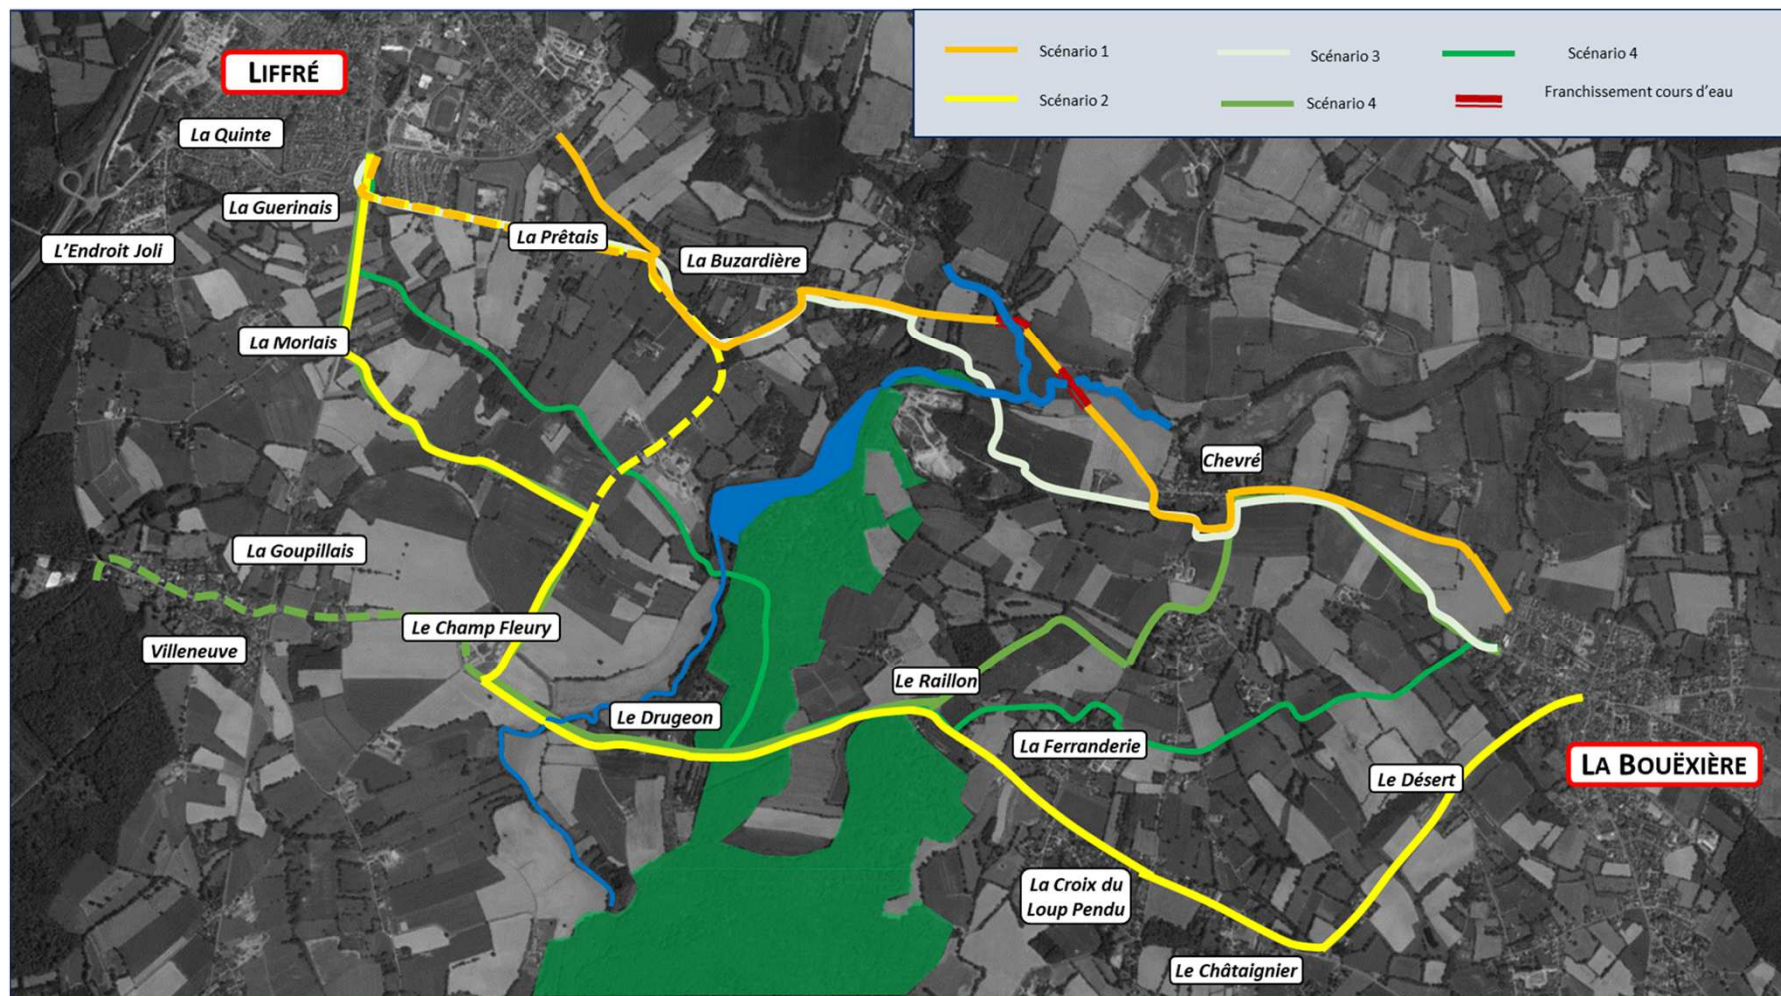 LIFFRÉ
Scénario 1
Scénario 3
Scénario 4
Scénario 2
Scénario 4
Franchissement cours d'eau
La Quinte
La Guerinais
La Prêtais
L'Endroit Joli
La Buzardière
La Morlais
Chevré
La Goupillais
Le Champ Fleury
Villeneuve
Le Raillon
Le Drugeon
La Ferranderie
LA BOUËXIÈRE
Le Désert
La Croix du
Loup Pendu
Le Châtaignier